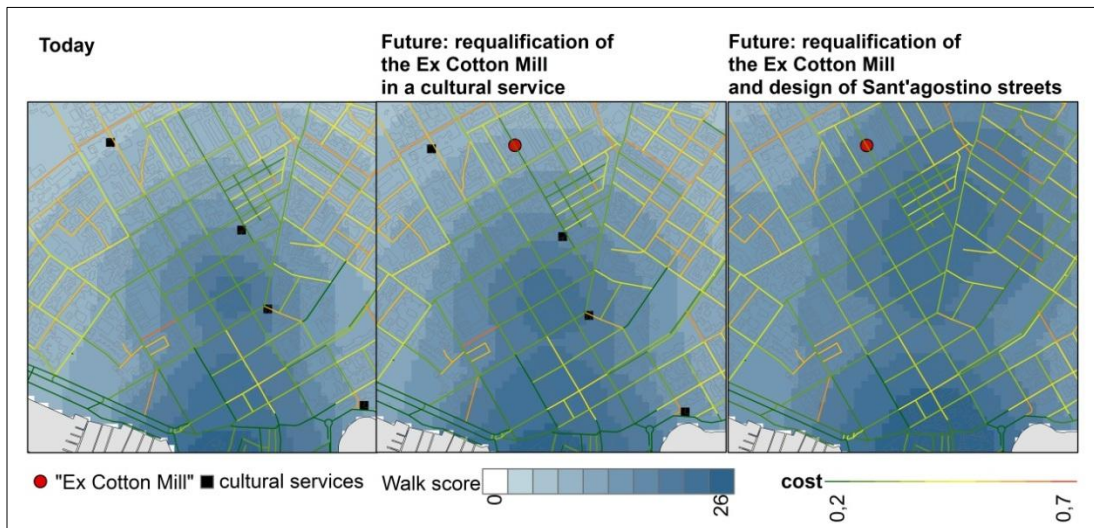 Today
Future: requalification of
the Ex Cotton Mill
in a cultural service
Future: requalification of
the Ex Cotton Mill
and design of Sant'agostino streets
"Ex Cotton Mill"
cultural services
Walk score
0
26
cost
0,2
0,7